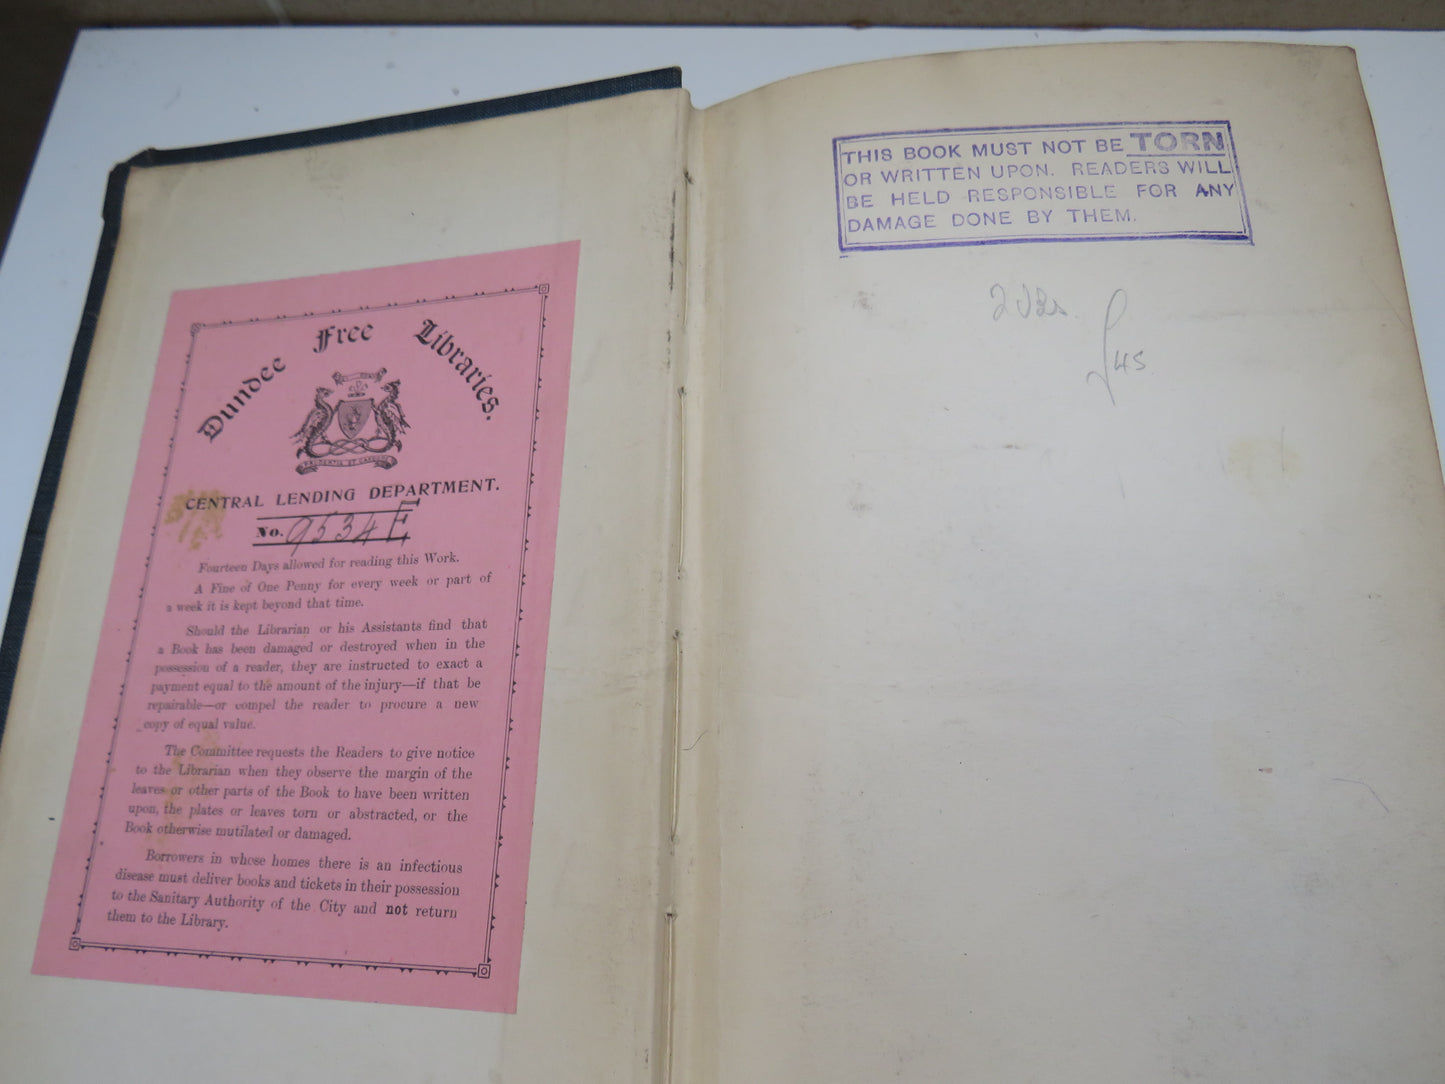 Dundee Free Libraries.
CENTRAL LENDING DEPARTMENT.
No. 9534 E
Fourteen Days allowed for reading this Work.
A Fine of One Penny for every week or part of
a week it is kept beyond that time.
Should the Librarian or his Assistants find that
a Book has been damaged or destroyed when in the
possession of a reader, they are instructed to exact a
payment equal to the amount of the injury—if that be
repairable—or compel the reader to procure a new
copy of equal value.
The Committee requests the Readers to give notice
to the Librarian when they observe the margin of the
leaves or other parts of the Book to have been written
upon, the plates or leaves torn or abstracted, or the
Book otherwise mutilated or damaged.
Borrowers in whose homes there is an infectious
disease must deliver books and tickets in their possession
to the Sanitary Authority of the City and not return
them to the Library.
THIS BOOK MUST NOT BE TORN
OR WRITTEN UPON. READERS WILL
BE HELD RESPONSIBLE FOR ANY
DAMAGE DONE BY THEM.